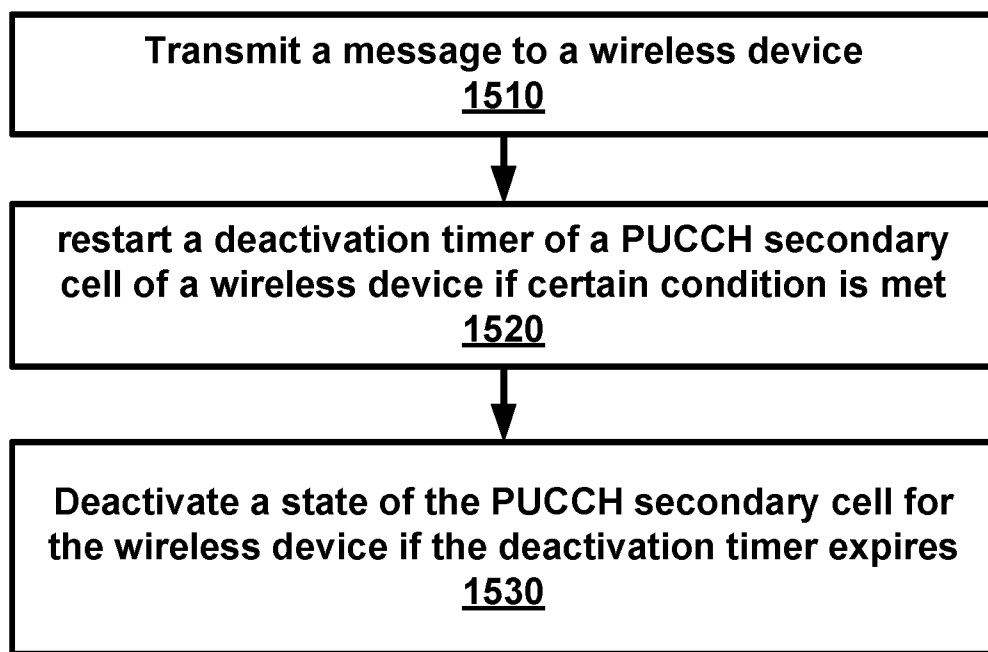 Transmit a message to a wireless device
1510
restart a deactivation timer of a PUCCH secondary
cell of a wireless device if certain condition is met
1520
Deactivate a state of the PUCCH secondary cell for
the wireless device if the deactivation timer expires
1530